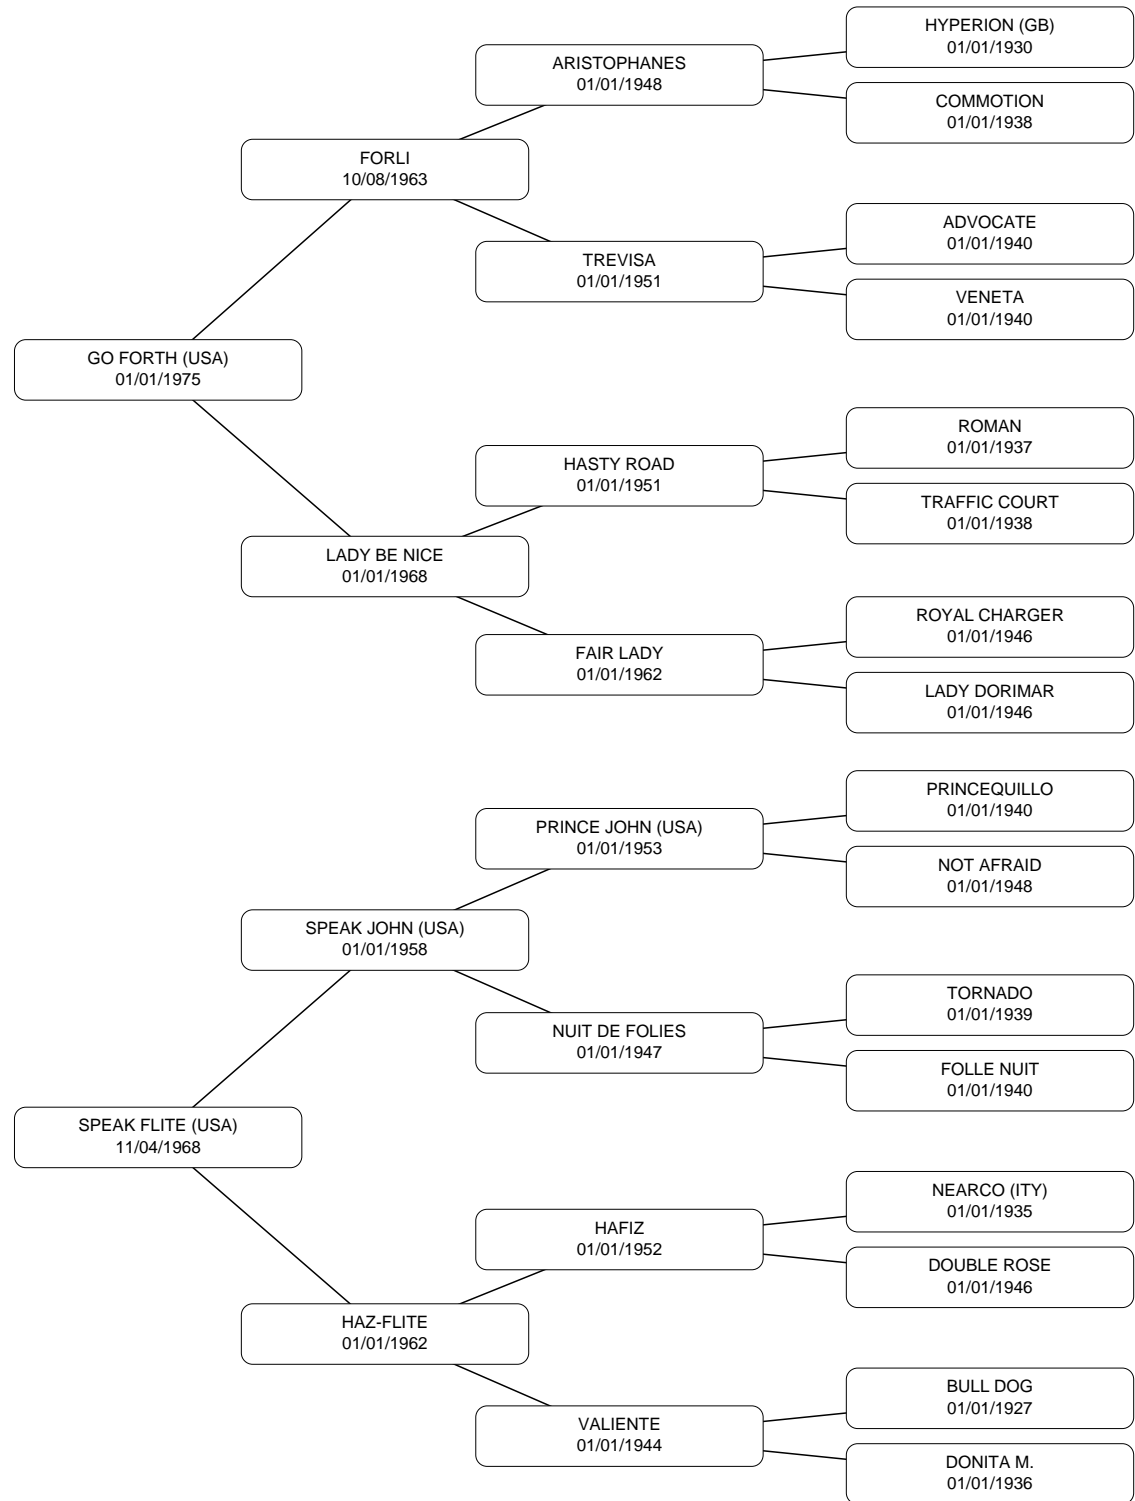 HYPERION (GB)
01/01/1930
ARISTOPHANES
01/01/1948
COMMOTION
01/01/1938
FORLI
10/08/1963
ADVOCATE
01/01/1940
TREVISA
01/01/1951
VENETA
01/01/1940
GO FORTH (USA)
01/01/1975
ROMAN
01/01/1937
HASTY ROAD
01/01/1951
TRAFFIC COURT
01/01/1938
LADY BE NICE
01/01/1968
ROYAL CHARGER
01/01/1946
FAIR LADY
01/01/1962
LADY DORIMAR
01/01/1946
PRINCEQUILLO
01/01/1940
PRINCE JOHN (USA)
01/01/1953
NOT AFRAID
01/01/1948
SPEAK JOHN (USA)
01/01/1958
TORNADO
01/01/1939
NUIT DE FOLIES
01/01/1947
FOLLE NUIT
01/01/1940
SPEAK FLITE (USA)
11/04/1968
NEARCO (ITY)
01/01/1935
HAFIZ
01/01/1952
DOUBLE ROSE
01/01/1946
HAZ-FLITE
01/01/1962
BULL DOG
01/01/1927
VALIENTE
01/01/1944
DONITA M.
01/01/1936